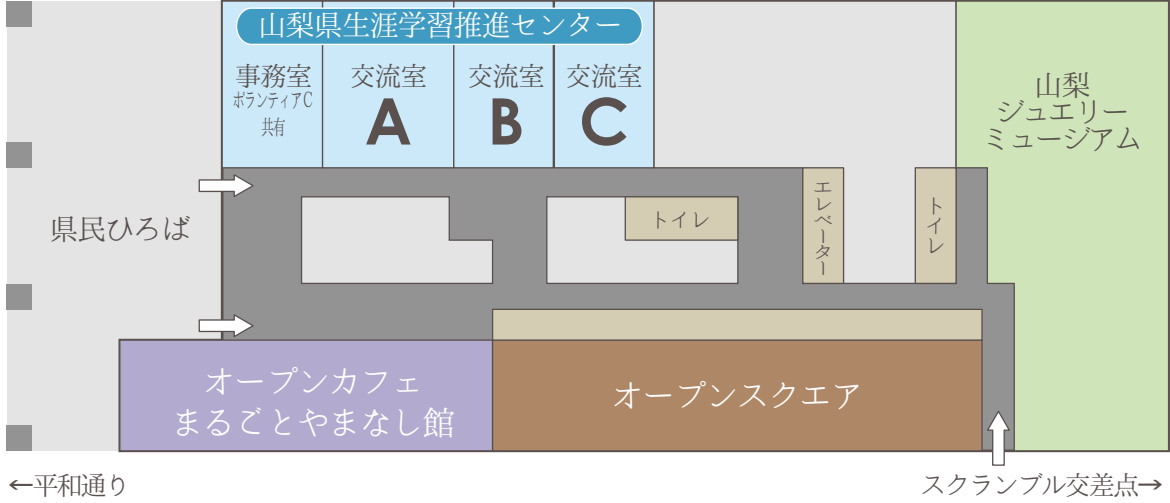 山梨県生涯学習推進センター
事務室
ボランティアC
共有
交流室
A
交流室
B
交流室
C
山梨
ジュエリー
ミュージアム
県民ひろば
トイレ
エレベーター
トイレ
オープンカフェ
まるごとやまなし館
オープンスクエア
←平和通り
スクランブル交差点→